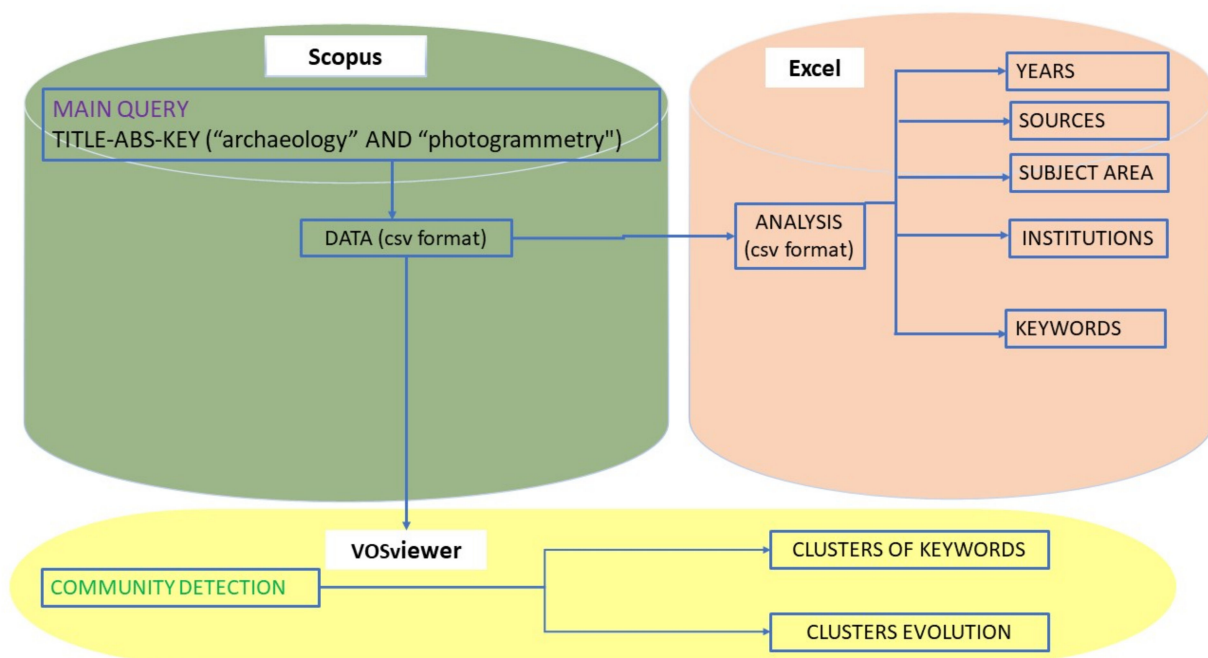 Scopus
MAIN QUERY
TITLE-ABS-KEY (“archaeology” AND “photogrammetry")
DATA (csv format)
Excel
ANALYSIS
(csv format)
YEARS
SOURCES
SUBJECT AREA
INSTITUTIONS
KEYWORDS
VOSviewer
COMMUNITY DETECTION
CLUSTERS OF KEYWORDS
CLUSTERS EVOLUTION